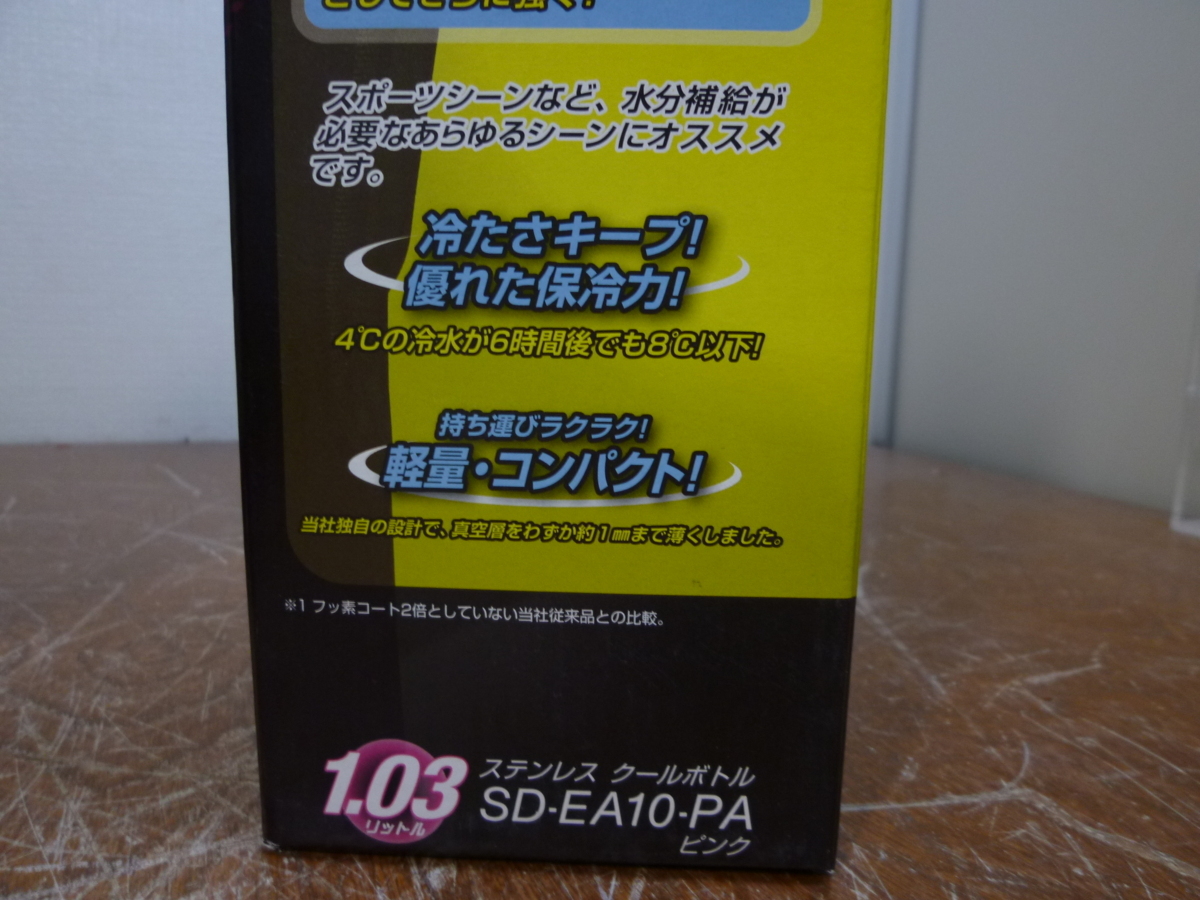 スポーツシーンなど、水分補給が
必要なあらゆるシーンにオススメ
です。
冷たさキープ!
優れた保冷力!
4℃の冷水が6時間後でも8℃以下!
持ち運びラクラク!
軽量・コンパクト!
当社独自の設計で、真空層をわずか約1㎜まで薄くしました。
※1 フッ素コート2倍としていない当社従来品との比較。
1.03
リットル
ステンレス クールボトル
SD-EA10-PA
ピンク